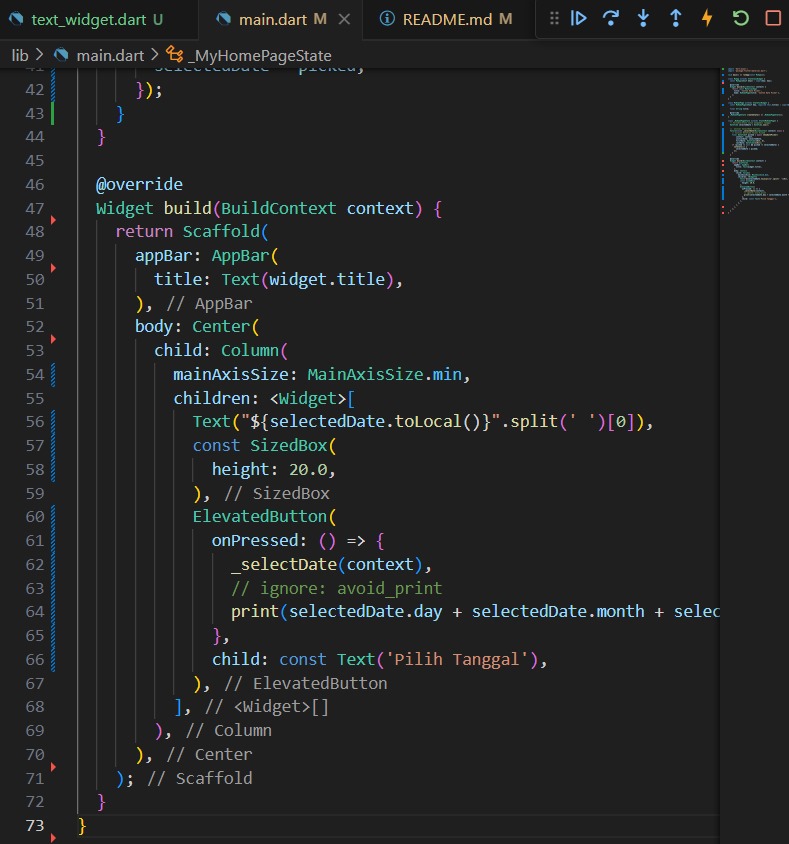 text_widget.dart U main.dart M README.md M
lib > main.dart > _MyHomePageState
41 selectedDate = picked;
42 });
43 }
44 }
45
46 @override
47 Widget build(BuildContext context) {
48 return Scaffold(
49 appBar: AppBar(
50 title: Text(widget.title),
51 ), // AppBar
52 body: Center(
53 child: Column(
54 mainAxisSize: MainAxisSize.min,
55 children: <Widget>[
56 Text("${selectedDate.toLocal()}".split(' ')[0]),
57 const SizedBox(
58 height: 20.0,
59 ), // SizedBox
60 ElevatedButton(
61 onPressed: () => {
62 _selectDate(context),
63 // ignore: avoid_print
64 print(selectedDate.day + selectedDate.month + selec
65 },
66 child: const Text('Pilih Tanggal'),
67 ), // ElevatedButton
68 ], // <Widget>[]
69 ), // Column
70 ), // Center
71 ); // Scaffold
72 }
73 }